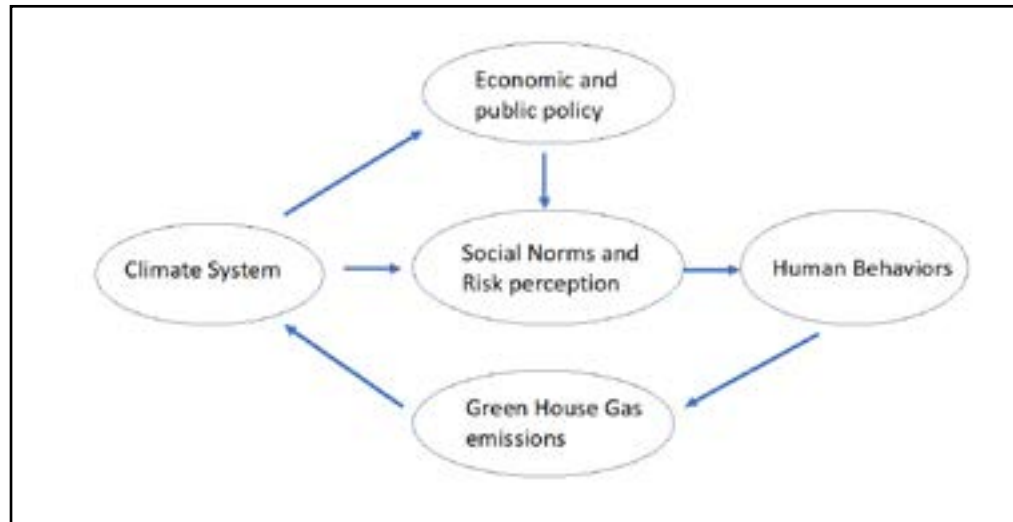 Economic and
public policy
Climate System
Social Norms and
Risk perception
Human Behaviors
Green House Gas
emissions